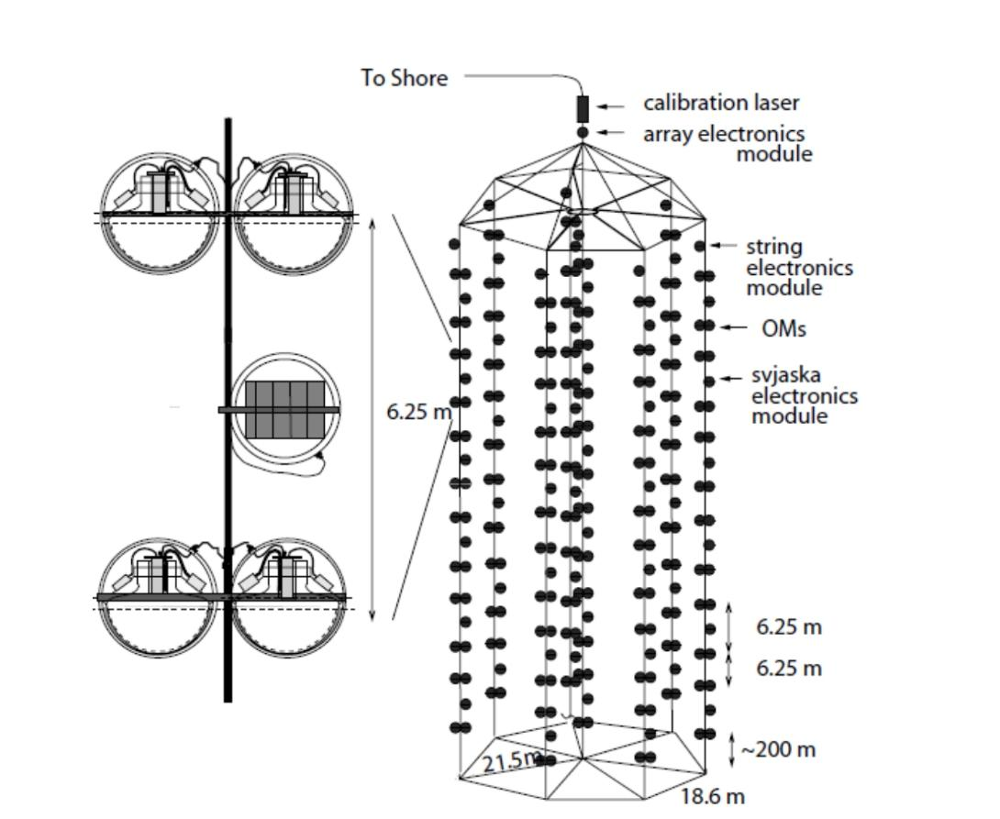 To Shore
calibration laser
array electronics
module
string
electronics
module
OMs
svjaska
electronics
module
6.25 m
6.25 m
6.25 m
~200 m
21.5m
18.6 m